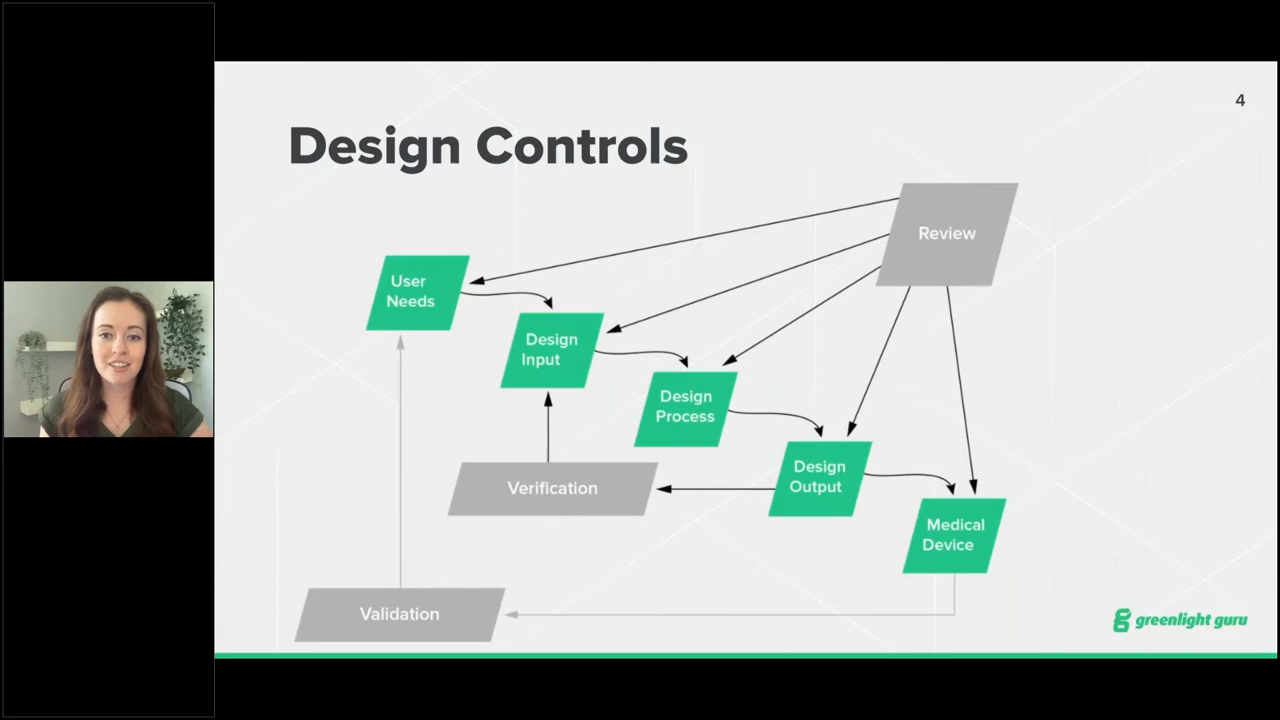 4
Design Controls
Review
User
Needs
Design
Input
Design
Process
Design
Output
Verification
Medical
Device
Validation
greenlight guru